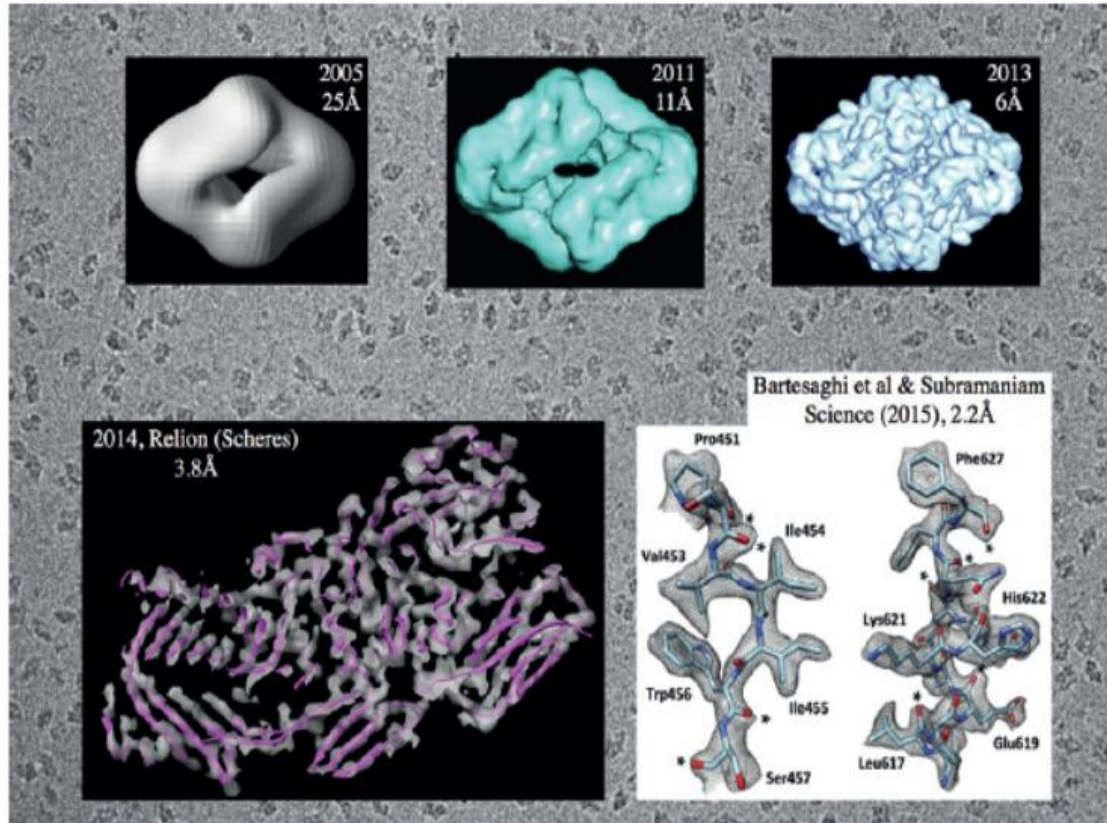 2005
25Å
2011
11Å
2013
6Å
2014, Relion (Scheres)
3.8Å
Bartesaghi et al & Subramaniam
Science (2015), 2.2Å
Pro451
Phe627
*
*
Ile454
*
*
Val453
*
His622
Lys621
Trp456
*
Ile455
*
*
Glu619
Leu617
Ser457